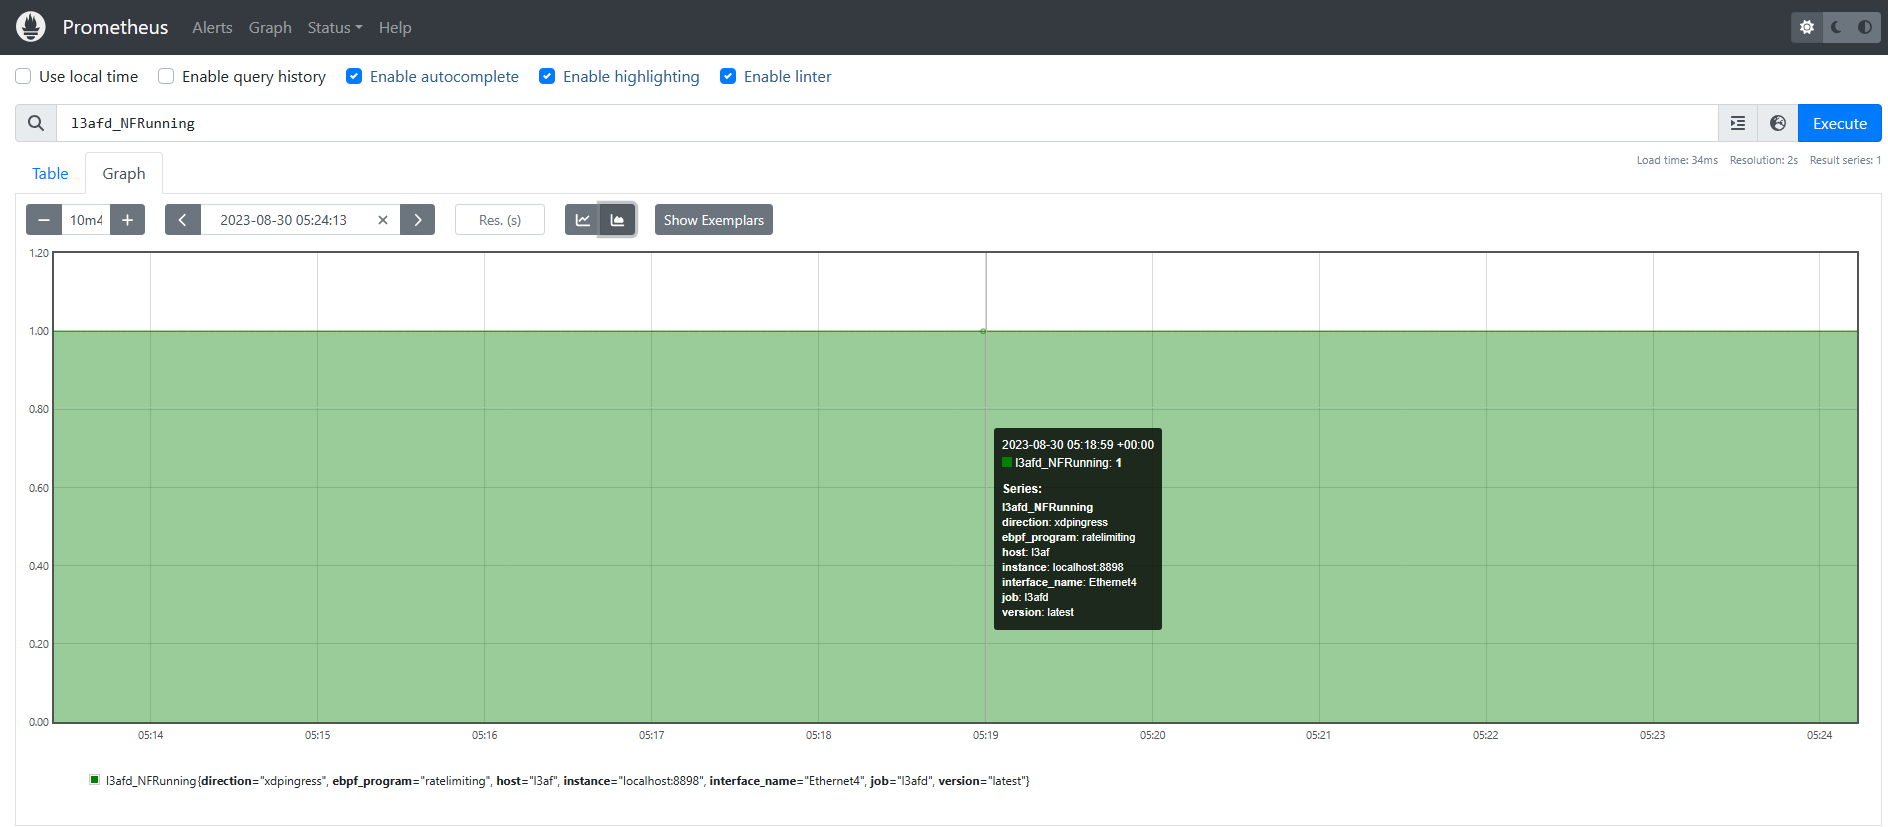 Prometheus Alerts Graph Status Help
Use local time Enable query history Enable autocomplete Enable highlighting Enable linter
l3afd_NFRunning Execute
Table Graph Load time: 34ms Resolution: 2s Result series: 1
10m4 2023-08-30 05:24:13 Res. (s) Show Exemplars
1.20
1.00
0.80
0.60
0.40
0.20
0.00
2023-08-30 05:18:59 +00:00
l3afd_NFRunning: 1
Series:
l3afd_NFRunning
direction: xdpingress
ebpf_program: ratelimiting
host: l3af
instance: localhost:8898
interface_name: Ethernet4
job: l3afd
version: latest
05:14 05:15 05:16 05:17 05:18 05:19 05:20 05:21 05:22 05:23 05:24
l3afd_NFRunning{direction="xdpingress", ebpf_program="ratelimiting", host="l3af", instance="localhost:8898", interface_name="Ethernet4", job="l3afd", version="latest"}